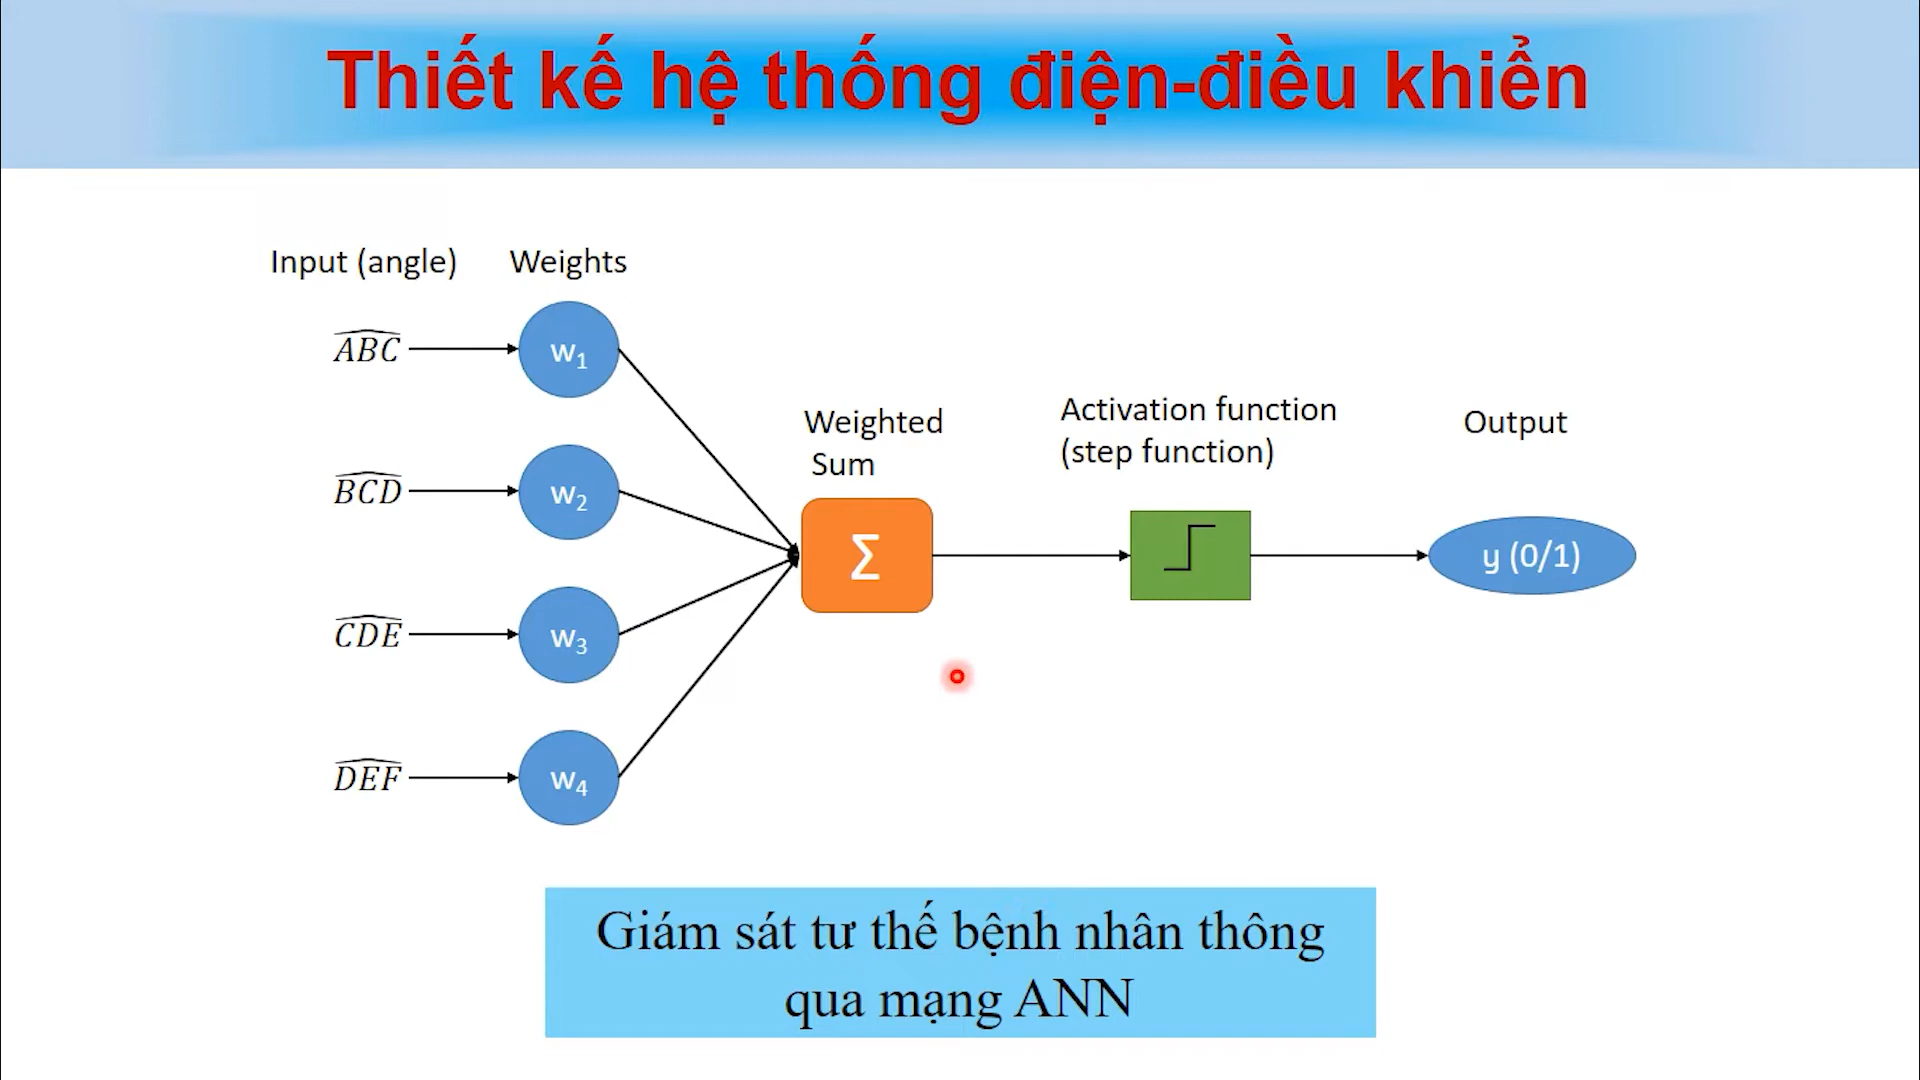 Thiết kế hệ thống điện-điều khiển
Input (angle) Weights
ABC w1
BCD w2
CDE w3
DEF w4
Weighted
Sum
Σ
Activation function
(step function)
Output
y (0/1)
Giám sát tư thế bệnh nhân thông
qua mạng ANN